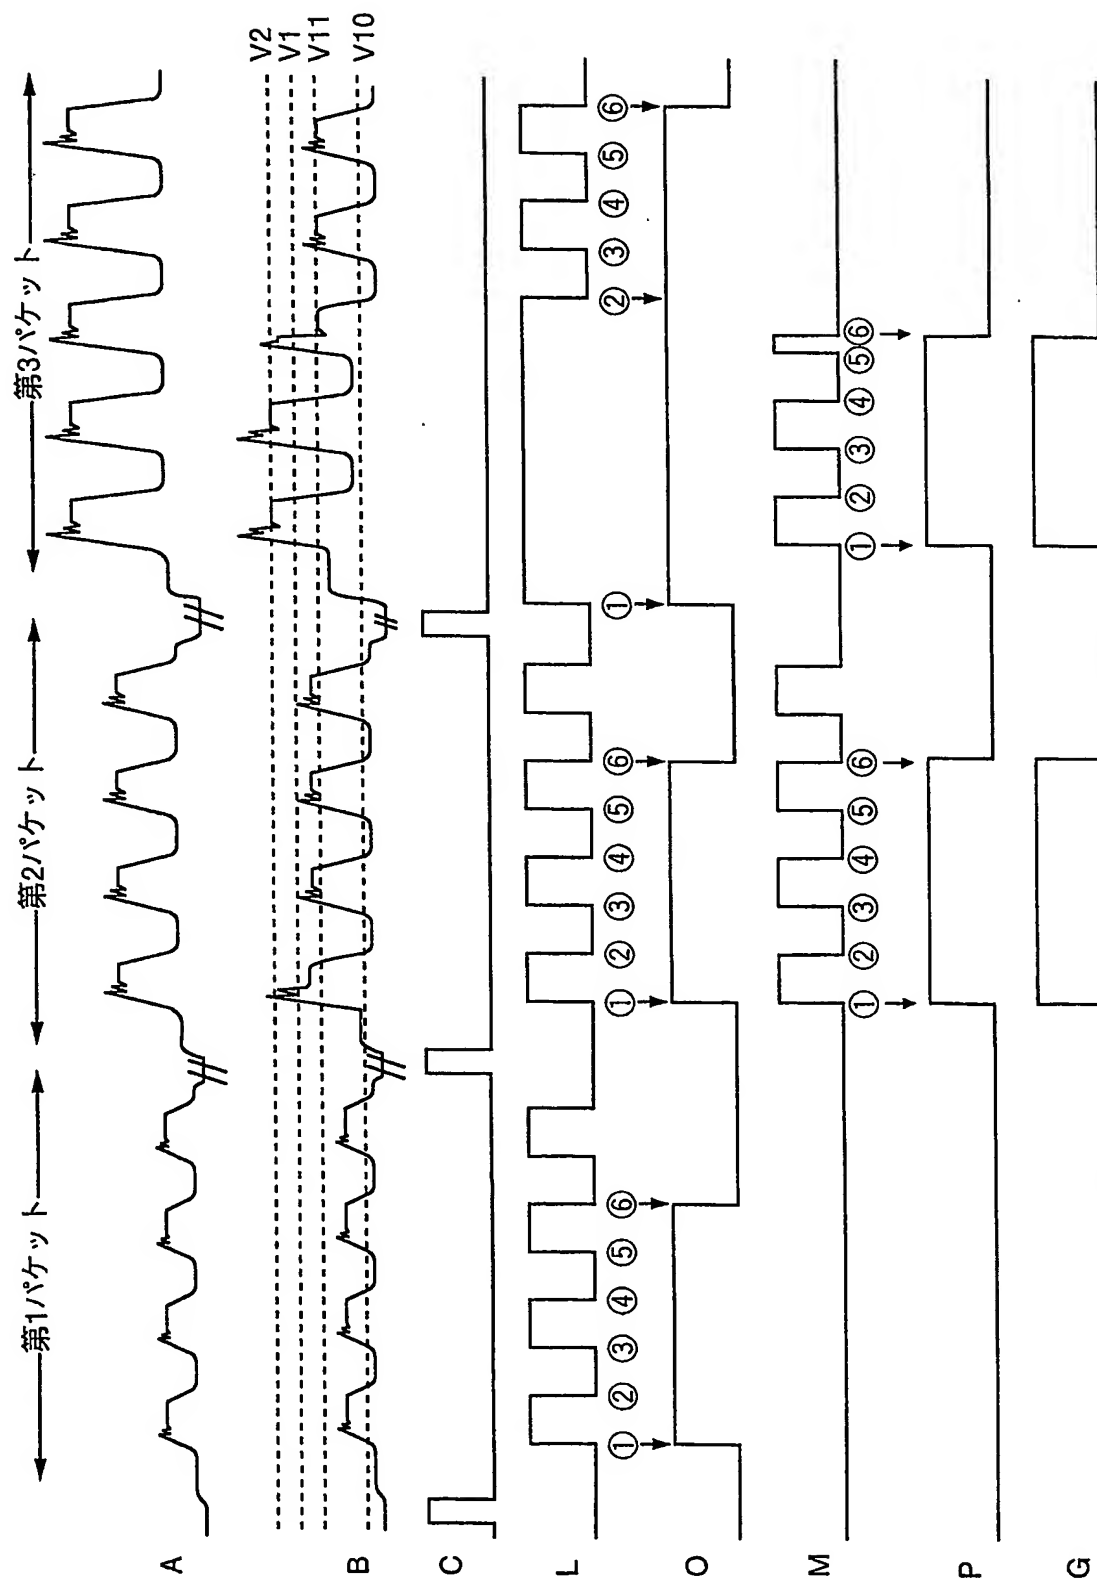 第1パケット 第2パケット 第3パケット
A
V2
V1
V11
V10
B
C
L
① ② ③ ④ ⑤ ⑥ ① ② ③ ④ ⑤ ⑥ ① ② ③ ④ ⑤ ⑥
O
M
① ② ③ ④ ⑤ ⑥ ① ② ③ ④ ⑤ ⑥
P
G